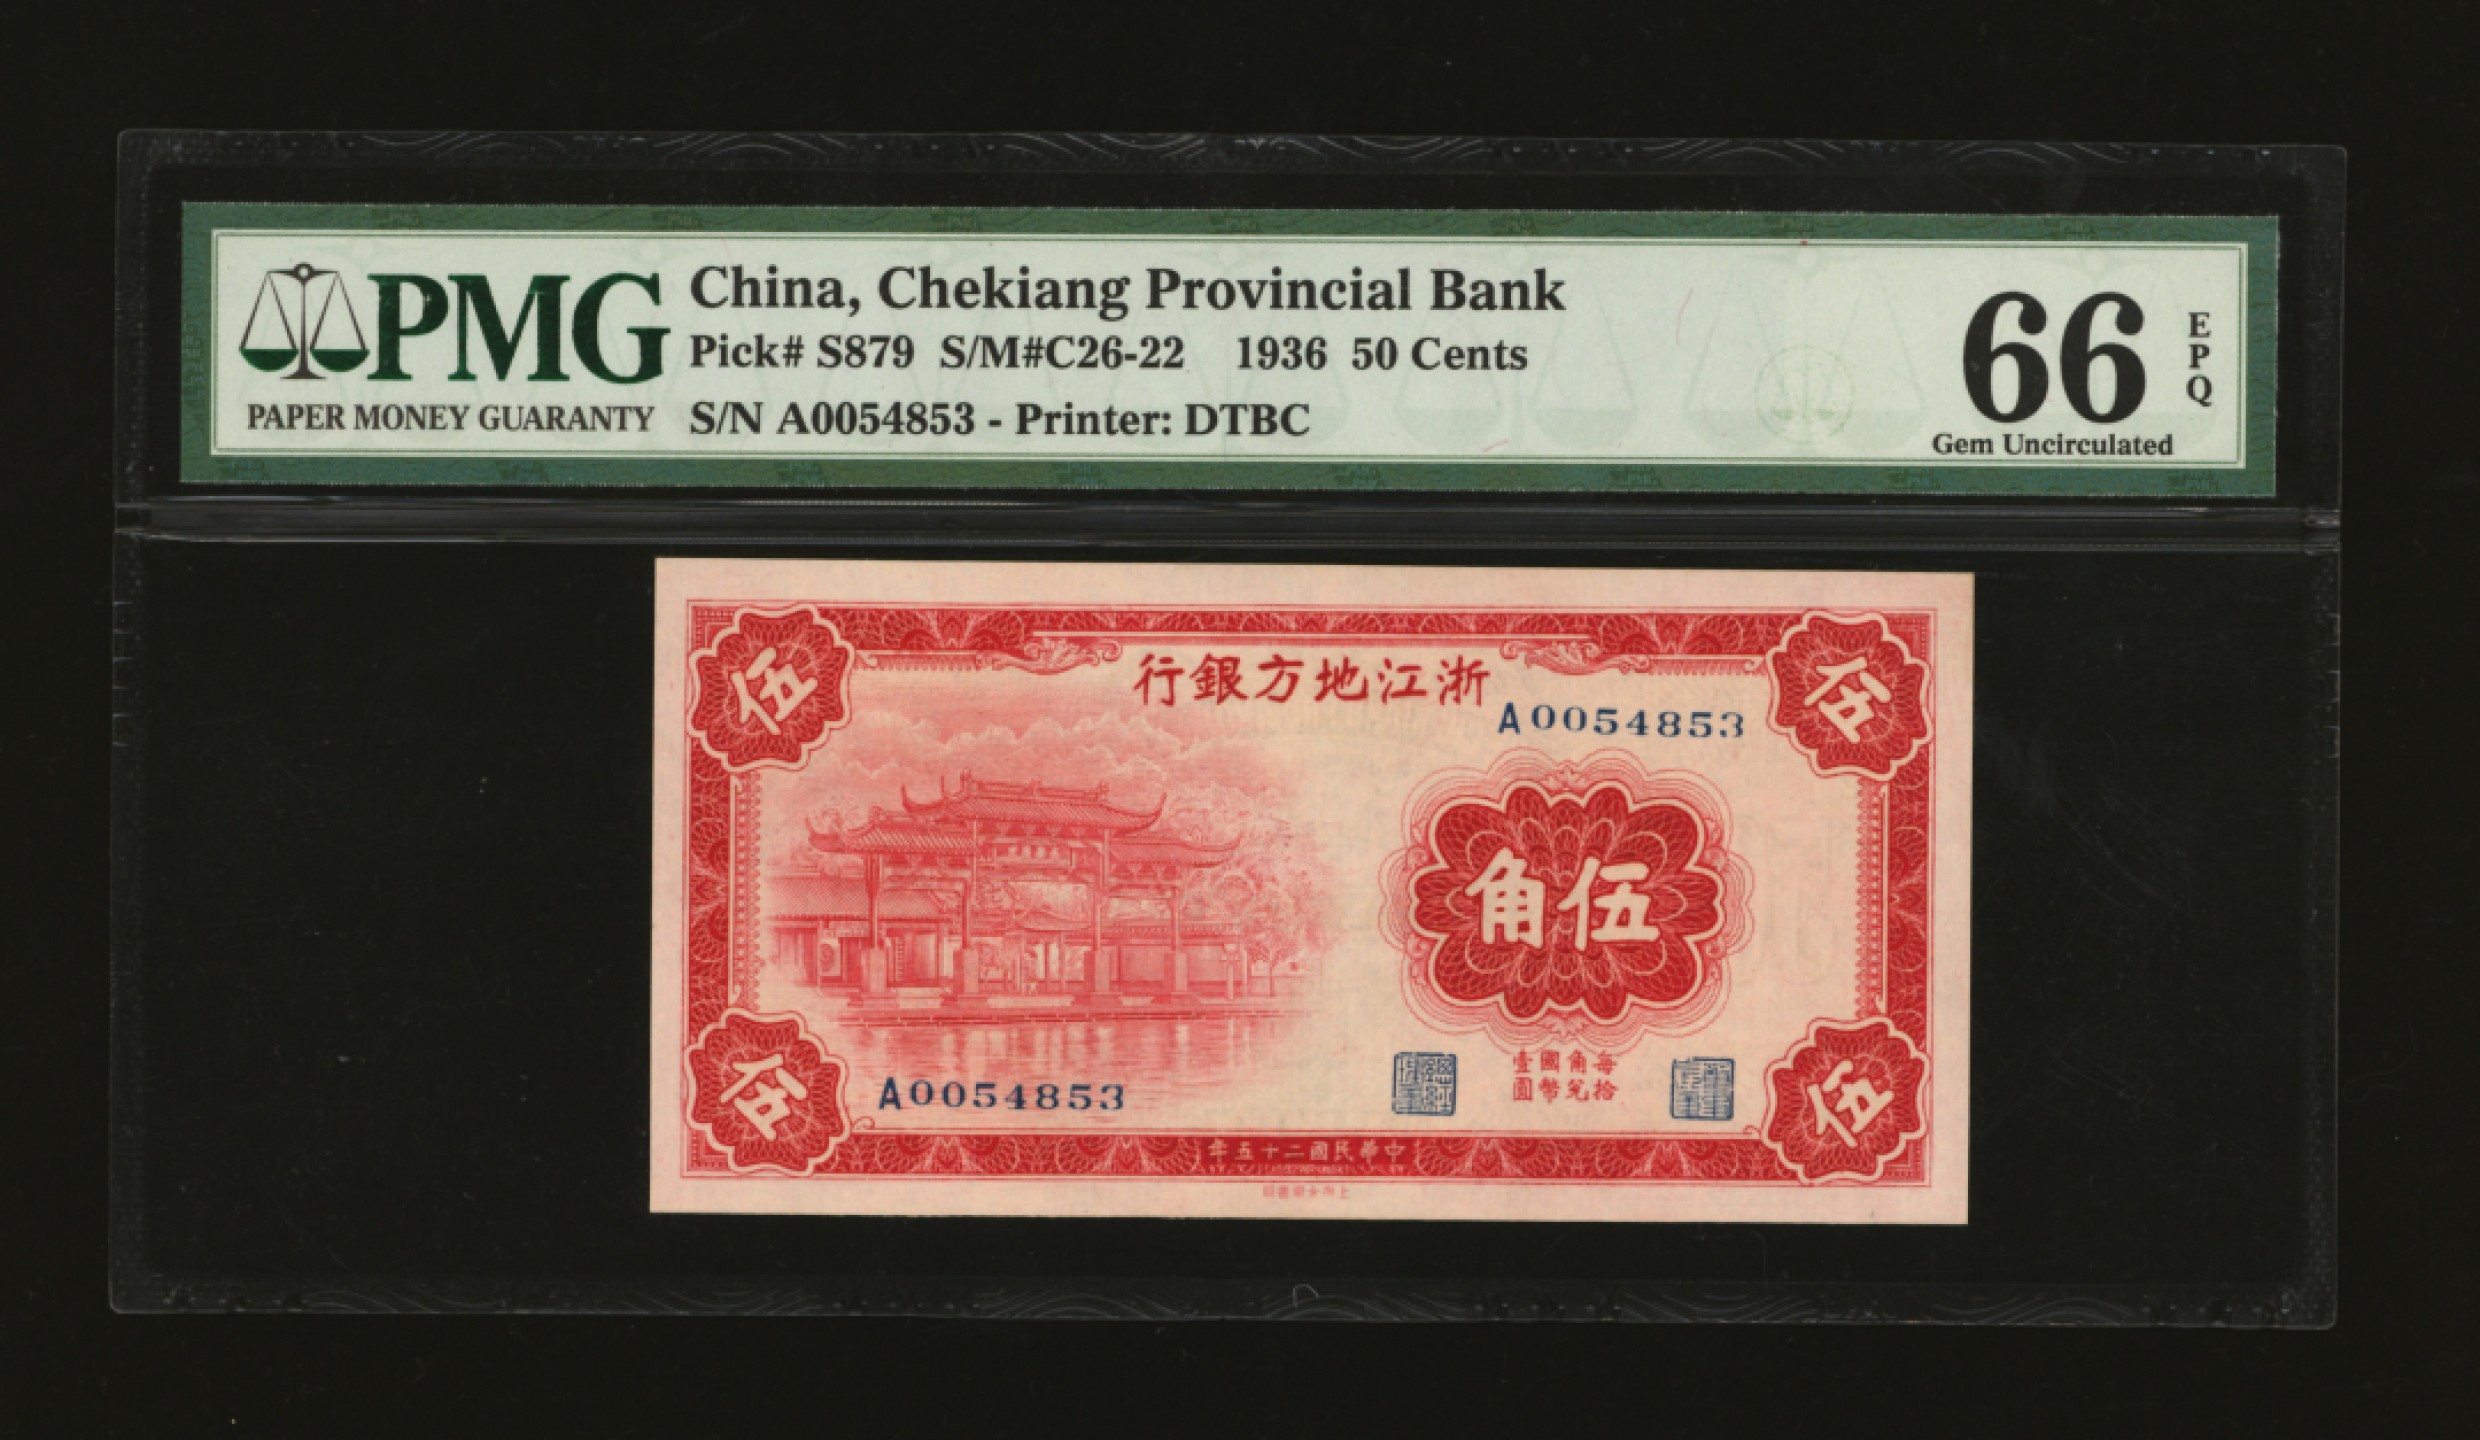 PMG
PAPER MONEY GUARANTY
China, Chekiang Provincial Bank
Pick# S879 S/M#C26-22 1936 50 Cents
S/N A0054853 - Printer: DTBC
66
EPQ
Gem Uncirculated
行銀方地江浙
伍
伍
A0054853
角伍
壹國角每
圓幣兌拾
A0054853
伍
伍
年五十二國民華中